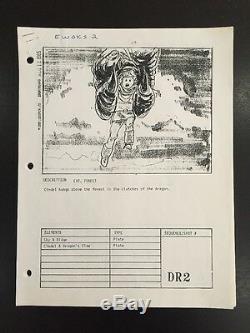 EWOKS 2
DESCRIPTION EXT. FOREST
Cindel hangs above the forest in the clutches of the dragon.
ELEMENTS TYPE SEQUENCE/SHOT #
Sky & Ridge Plate
Cindel & Dragon's Claw Plate
DR2